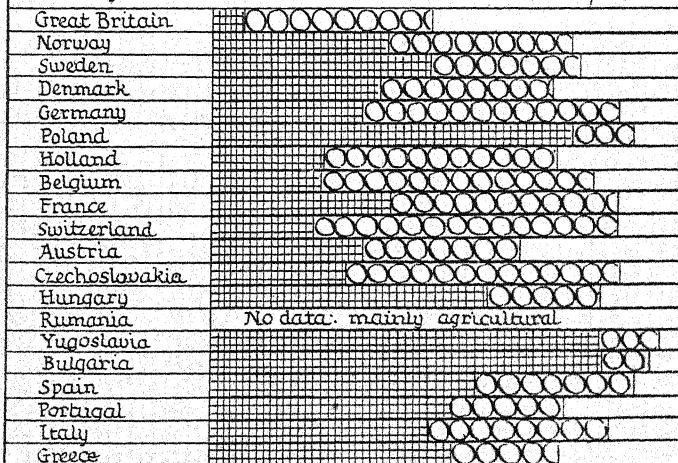 Great Britain
Norway
Sweden
Denmark
Germany
Poland
Holland
Belgium
France
Switzerland
Austria
Czechoslovakia
Hungary
Rumania No data: mainly agricultural
Yugoslavia
Bulgaria
Spain
Portugal
Italy
Greece